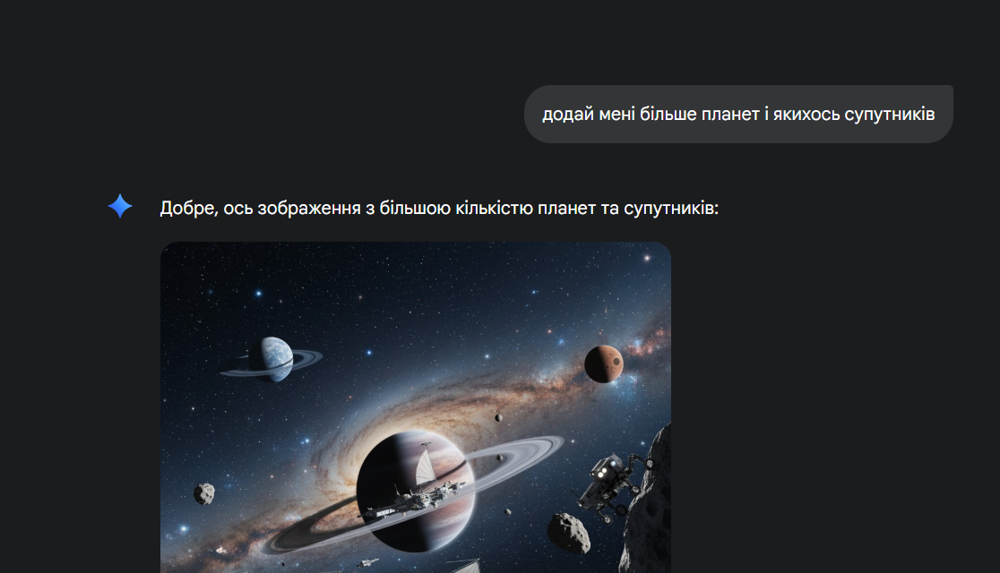 додай мені більше планет і якихось супутників
Добре, ось зображення з більшою кількістю планет та супутників: